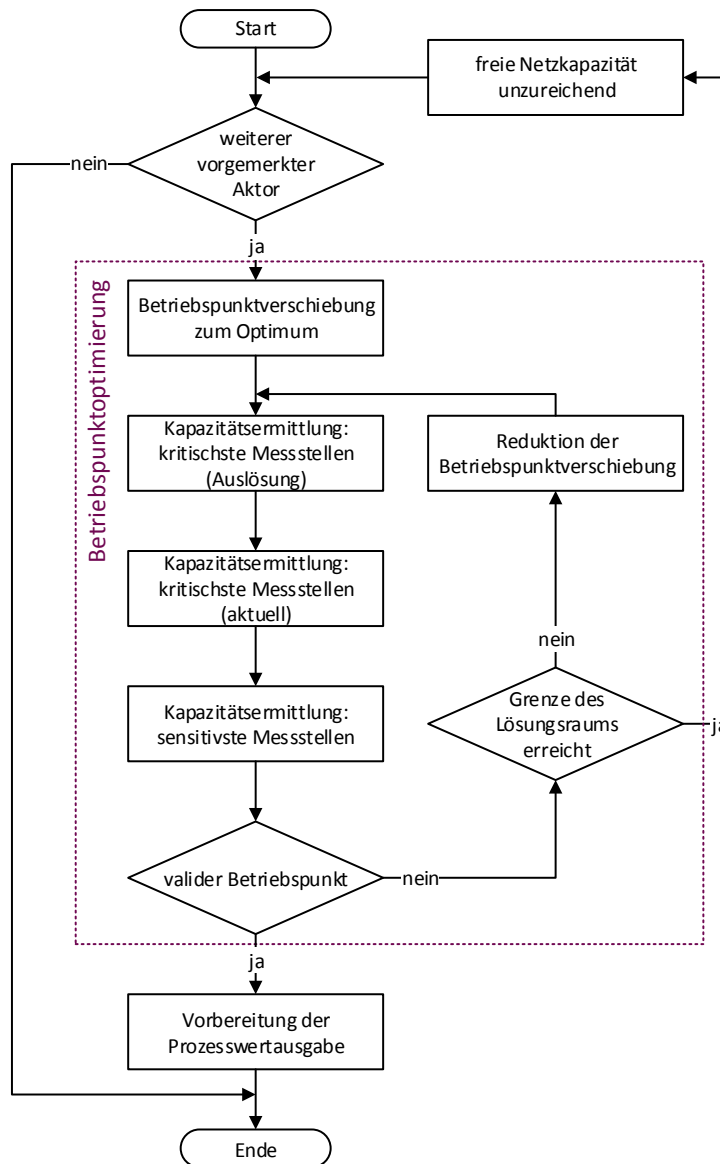 Start
freie Netzkapazität
unzureichend
weiterer
vorgemerkter
Aktor
nein
ja
Betriebspunktoptimierung
Betriebspunktverschiebung
zum Optimum
Kapazitätsermittlung:
kritischste Messstellen
(Auslösung)
Reduktion der
Betriebspunktverschiebung
Kapazitätsermittlung:
kritischste Messstellen
(aktuell)
nein
Kapazitätsermittlung:
sensitivste Messstellen
Grenze des
Lösungsraums
erreicht
ja
valider Betriebspunkt
nein
ja
Vorbereitung der
Prozesswertausgabe
Ende